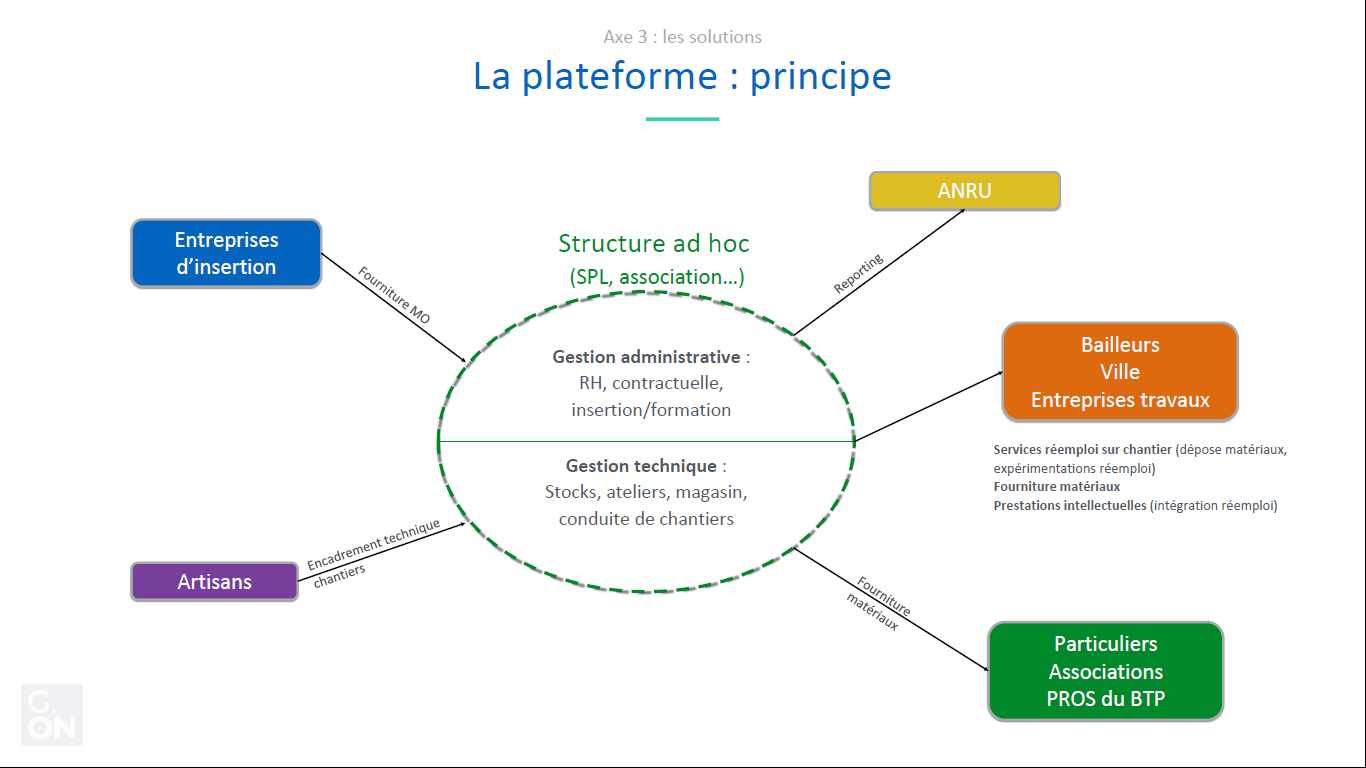 Axe 3 : les solutions
La plateforme : principe
ANRU
Entreprises
d’insertion
Structure ad hoc
(SPL, association…)
Fourniture MO
Reporting
Gestion administrative :
RH, contractuelle,
insertion/formation
Bailleurs
Ville
Entreprises travaux
Services réemploi sur chantier (dépose matériaux,
expérimentations réemploi)
Fourniture matériaux
Prestations intellectuelles (intégration réemploi)
Gestion technique :
Stocks, ateliers, magasin,
conduite de chantiers
Encadrement technique
chantiers
Artisans
Fourniture
matériaux
Particuliers
Associations
PROS du BTP
G.
ON